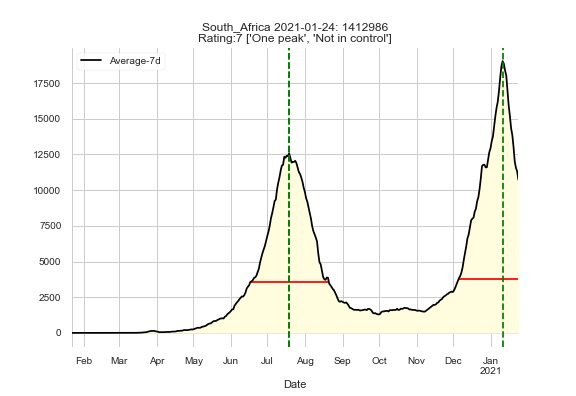 South_Africa 2021-01-24: 1412986
Rating:7 ['One peak', 'Not in control']
Average-7d
17500
15000
12500
10000
7500
5000
2500
0
Feb Mar Apr May Jun Jul Aug Sep Oct Nov Dec Jan
2021
Date